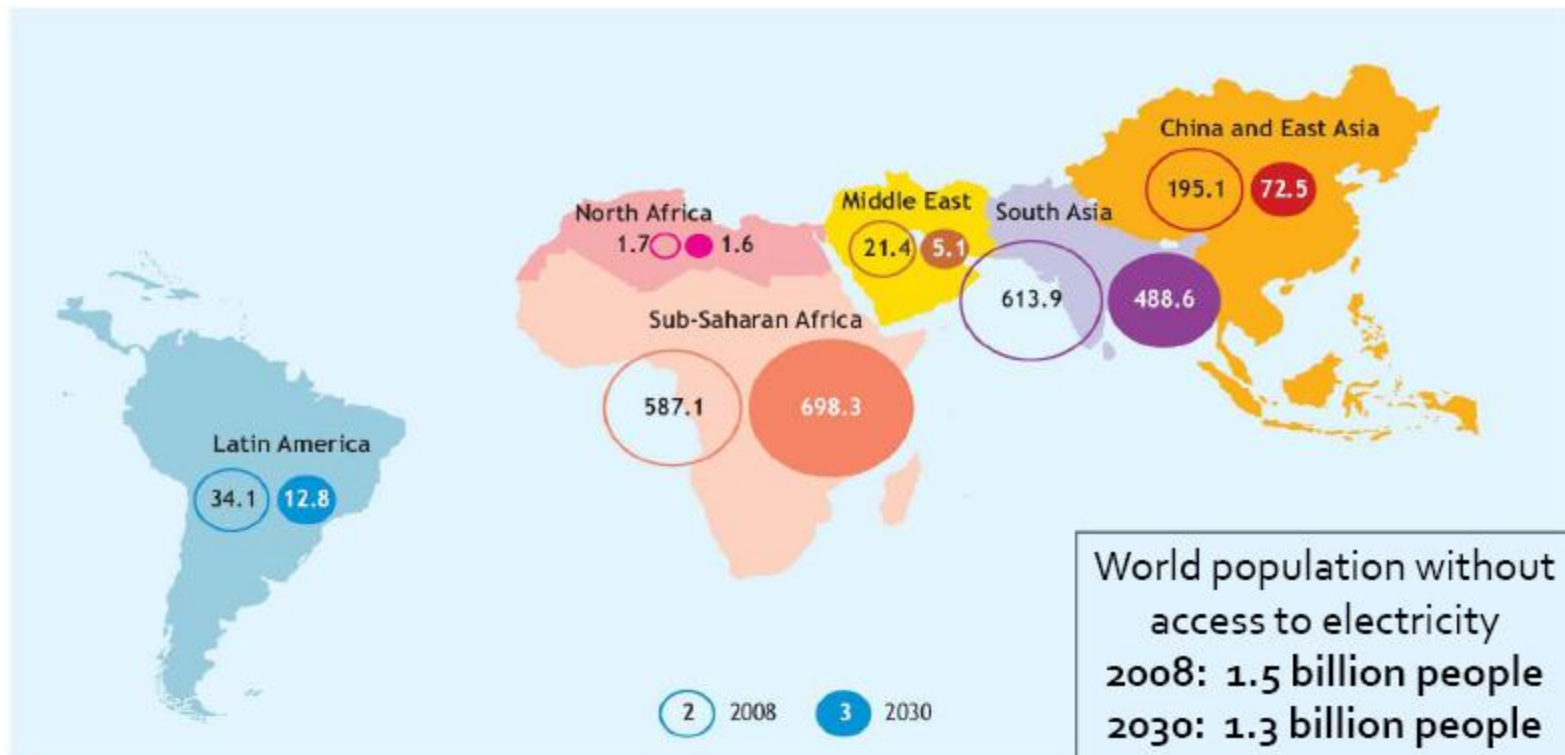 China and East Asia
195.1 72.5
Middle East
21.4 5.1
South Asia
613.9 488.6
North Africa
1.7 1.6
Sub-Saharan Africa
587.1 698.3
Latin America
34.1 12.8
2 2008 3 2030
World population without
access to electricity
2008: 1.5 billion people
2030: 1.3 billion people